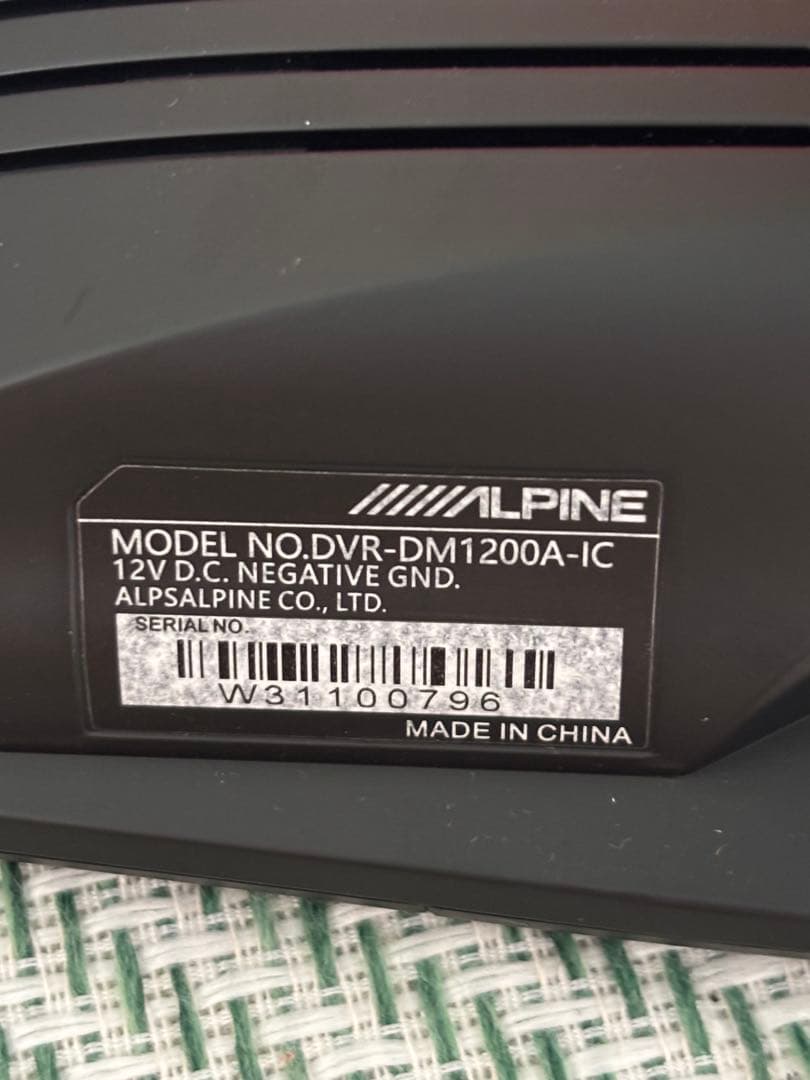 ALPINE
MODEL NO.DVR-DM1200A-IC
12V D.C. NEGATIVE GND.
ALPSALPINE CO., LTD.
SERIAL NO.
W31100796
MADE IN CHINA